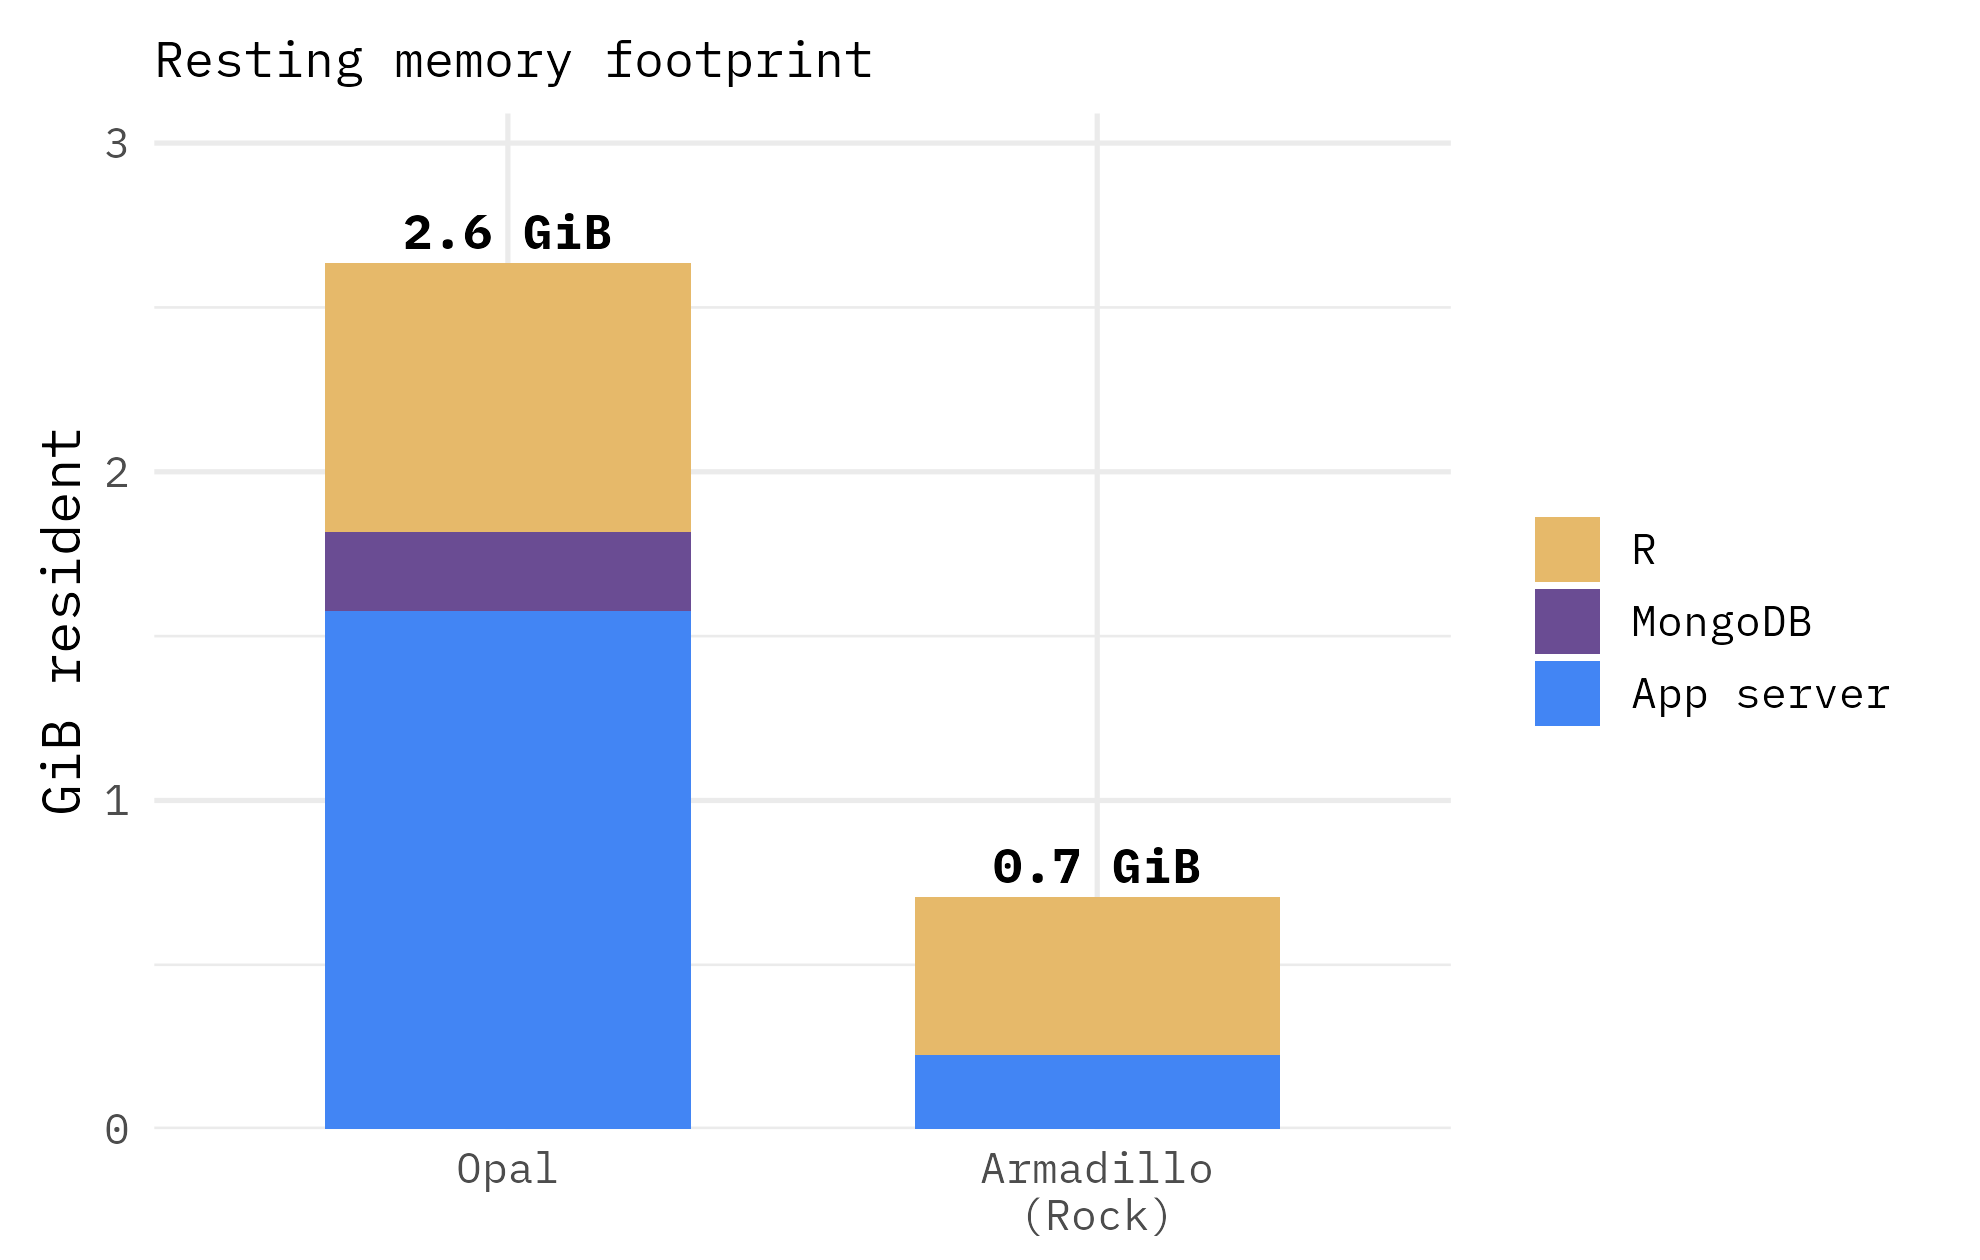 Resting memory footprint
3
2
1
0
GiB resident
2.6 GiB
0.7 GiB
Opal
Armadillo
(Rock)
R
MongoDB
App server